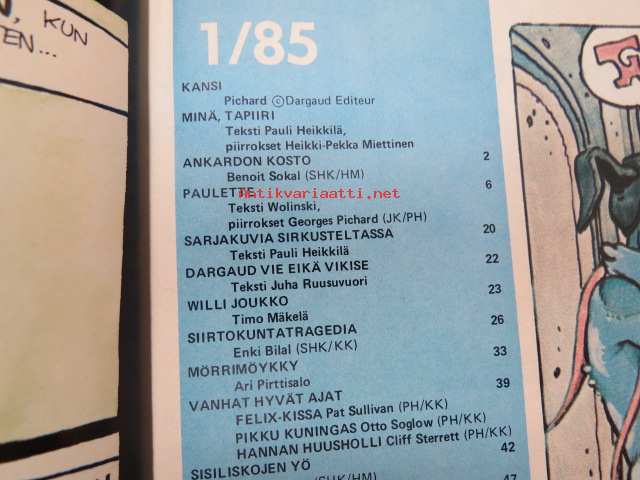 KUN
EN...
1/85
KANSI
Pichard ©Dargaud Editeur
MINÄ, TAPIIRI
Teksti Pauli Heikkilä,
piirrokset Heikki-Pekka Miettinen
ANKARDON KOSTO 2
Benoit Sokal (SHK/HM)
PAULETTE 6
antikvariaatti.net
Teksti Wolinski,
piirrokset Georges Pichard (JK/PH)
SARJAKUVIA SIRKUSTELTASSA 20
Teksti Pauli Heikkilä
DARGAUD VIE EIKÄ VIKISE 22
Teksti Juha Ruusuvuori
WILLI JOUKKO 23
Timo Mäkelä
SIIRTOKUNTATRAGEDIA 26
Enki Bilal (SHK/KK)
MÖRRIMÖYKKY 33
Ari Pirttisalo
VANHAT HYVÄT AJAT 39
FELIX-KISSA Pat Sullivan (PH/KK)
PIKKU KUNINGAS Otto Soglow (PH/KK)
HANNAN HUUSHOLLI Cliff Sterrett (PH/KK)
SISILISKOJEN YÖ 42
(SHK/HM)
47